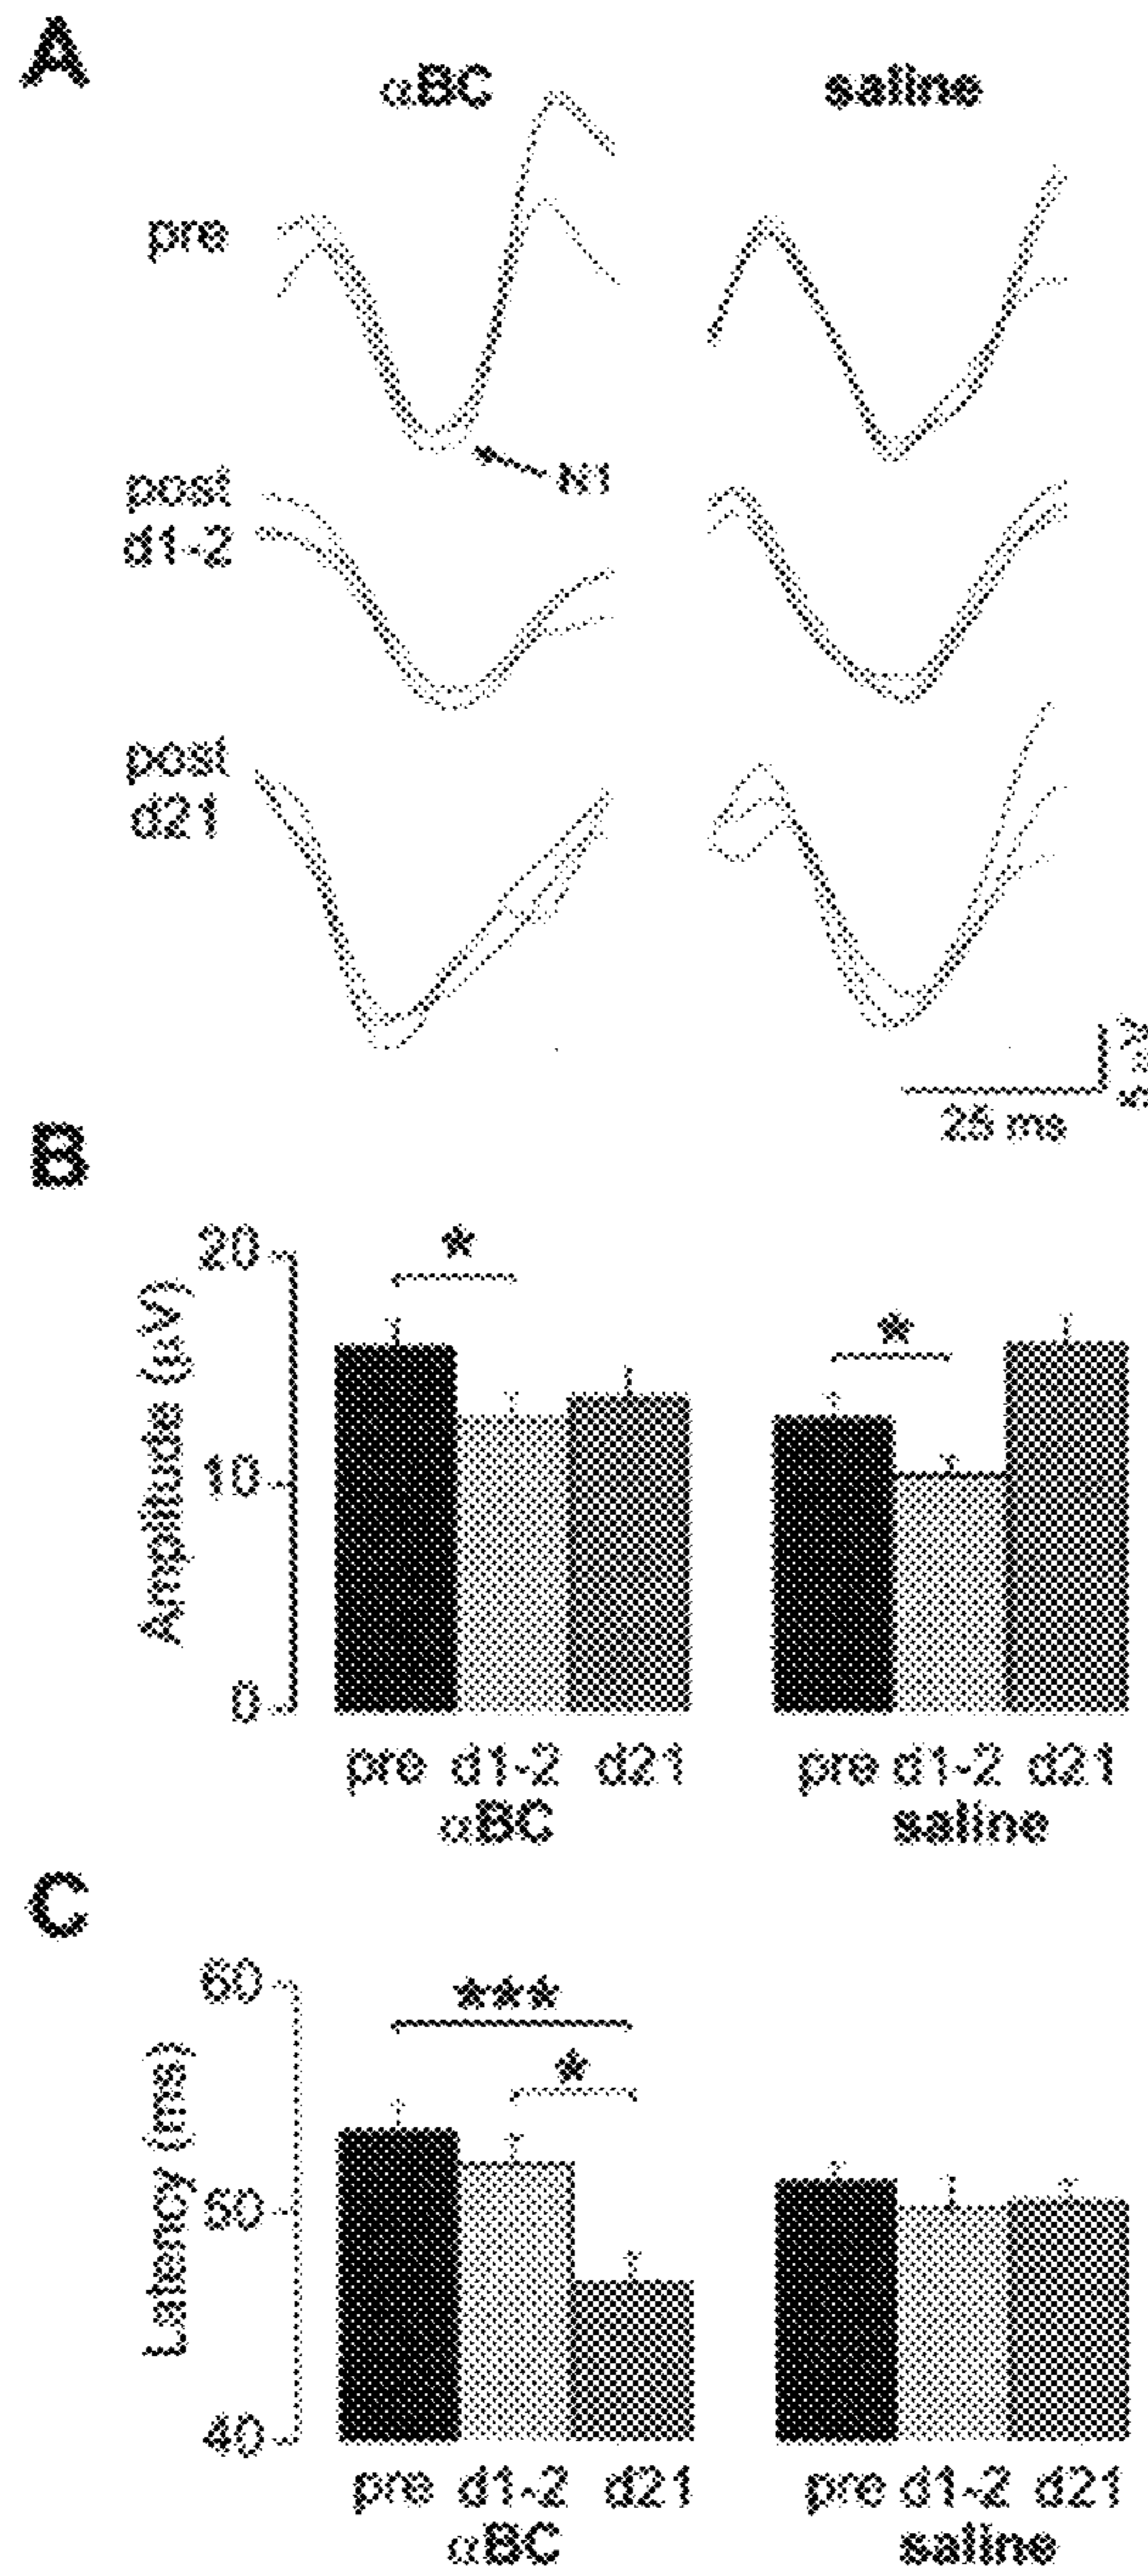 A
αBC saline
pre
N1
post
d1-2
post
d21
25 ms
B
Amplitude (µV)
20
*
*
10
0
pre d1-2 d21 pre d1-2 d21
αBC saline
C
Latency (ms)
60
***
*
50
40
pre d1-2 d21 pre d1-2 d21
αBC saline